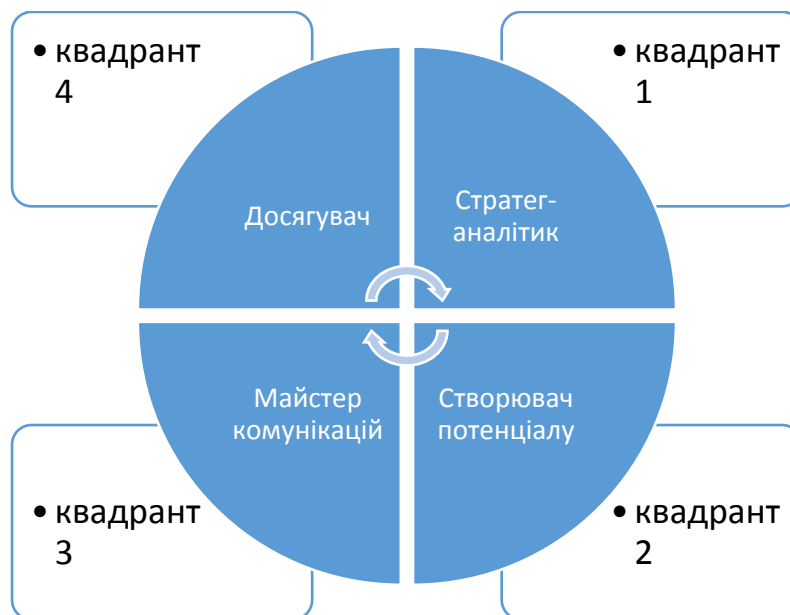 • квадрант
4
• квадрант
1
Досягувач
Стратег-
аналітик
Майстер
комунікацій
Створювач
потенціалу
• квадрант
3
• квадрант
2